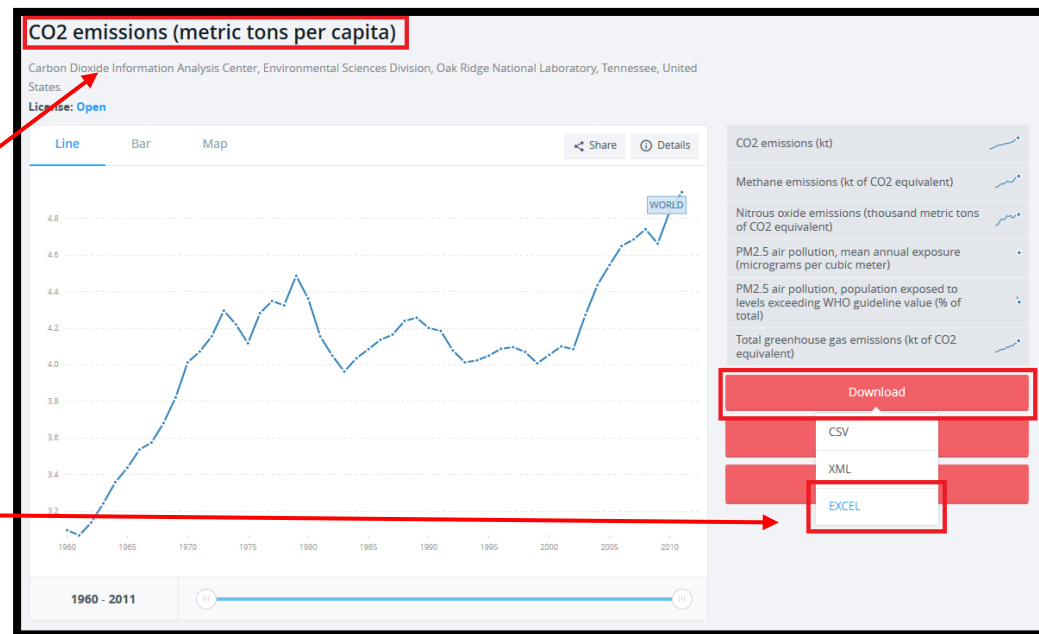 CO2 emissions (metric tons per capita)
Carbon Dioxide Information Analysis Center, Environmental Sciences Division, Oak Ridge National Laboratory, Tennessee, United
States.
License: Open
Line Bar Map Share Details
WORLD
4.8
4.6
4.4
4.2
4.0
3.8
3.6
3.4
3.2
1960 1965 1970 1975 1980 1985 1990 1995 2000 2005 2010
1960 - 2011
CO2 emissions (kt)
Methane emissions (kt of CO2 equivalent)
Nitrous oxide emissions (thousand metric tons
of CO2 equivalent)
PM2.5 air pollution, mean annual exposure
(micrograms per cubic meter)
PM2.5 air pollution, population exposed to
levels exceeding WHO guideline value (% of
total)
Total greenhouse gas emissions (kt of CO2
equivalent)
Download
CSV
XML
EXCEL